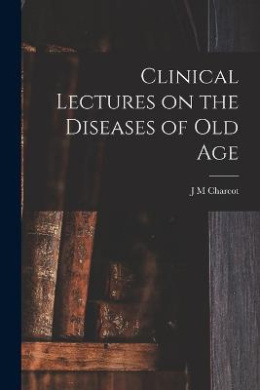 Clinical
Lectures on the
Diseases of Old
Age
J M Charcot